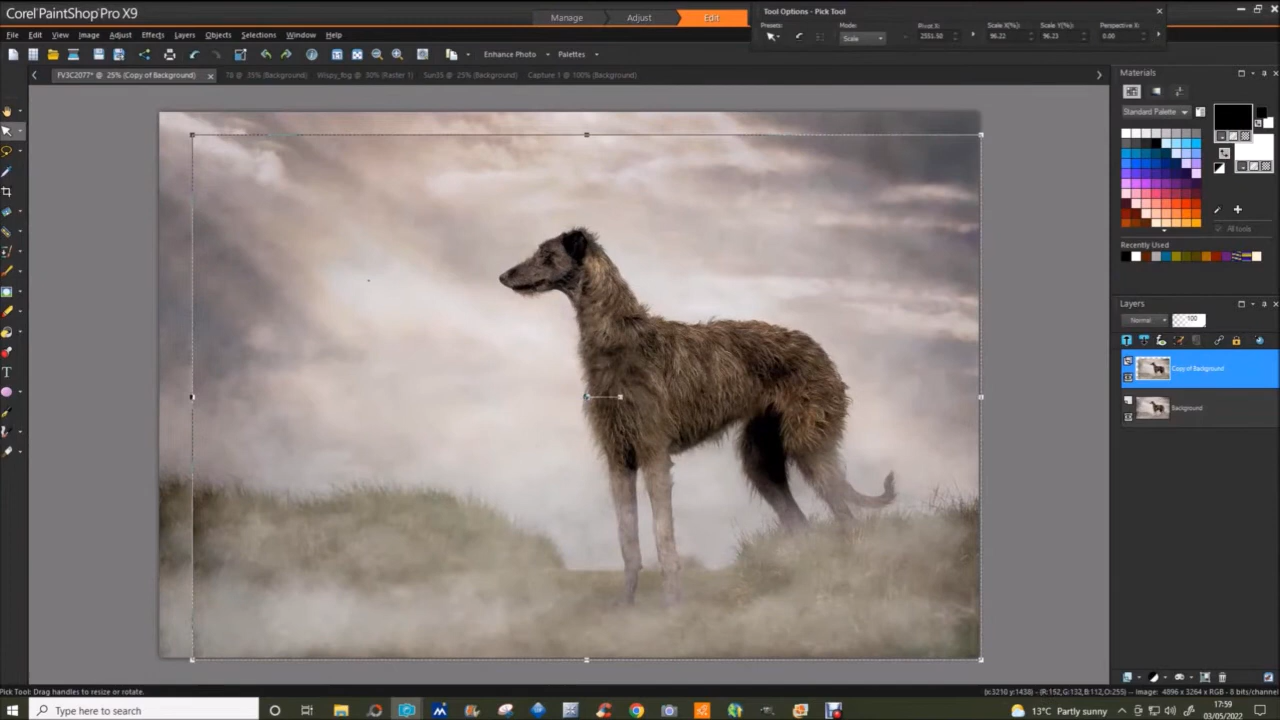 Corel PaintShop Pro X9
Manage
Adjust
Edit
Tool Options - Pick Tool
Presets:
Mode:
Scale
Pivot X:
2551.50
Scale X(%):
96.22
Scale Y(%):
96.23
Perspective X:
0.00
File Edit View Image Adjust Effects Layers Objects Selections Window Help
Enhance Photo
Palettes
FV3C2077* @ 25% (Copy of Background)
78 @ 35% (Background)
Wispy_fog @ 50% (Raster 1)
Sun35 @ 25% (Background)
Capture 1 @ 100% (Background)
Materials
Standard Palette
All tools
Recently Used
Layers
Normal
100
Copy of Background
Background
Pick Tool: Drag handles to resize or rotate.
(x:3210 y:1438) - (R:152,G:132,B:112,O:255) -- Image: 4896 x 3264 x RGB - 8 bits/channel
Type here to search
13°C Partly sunny
17:59
03/05/2022